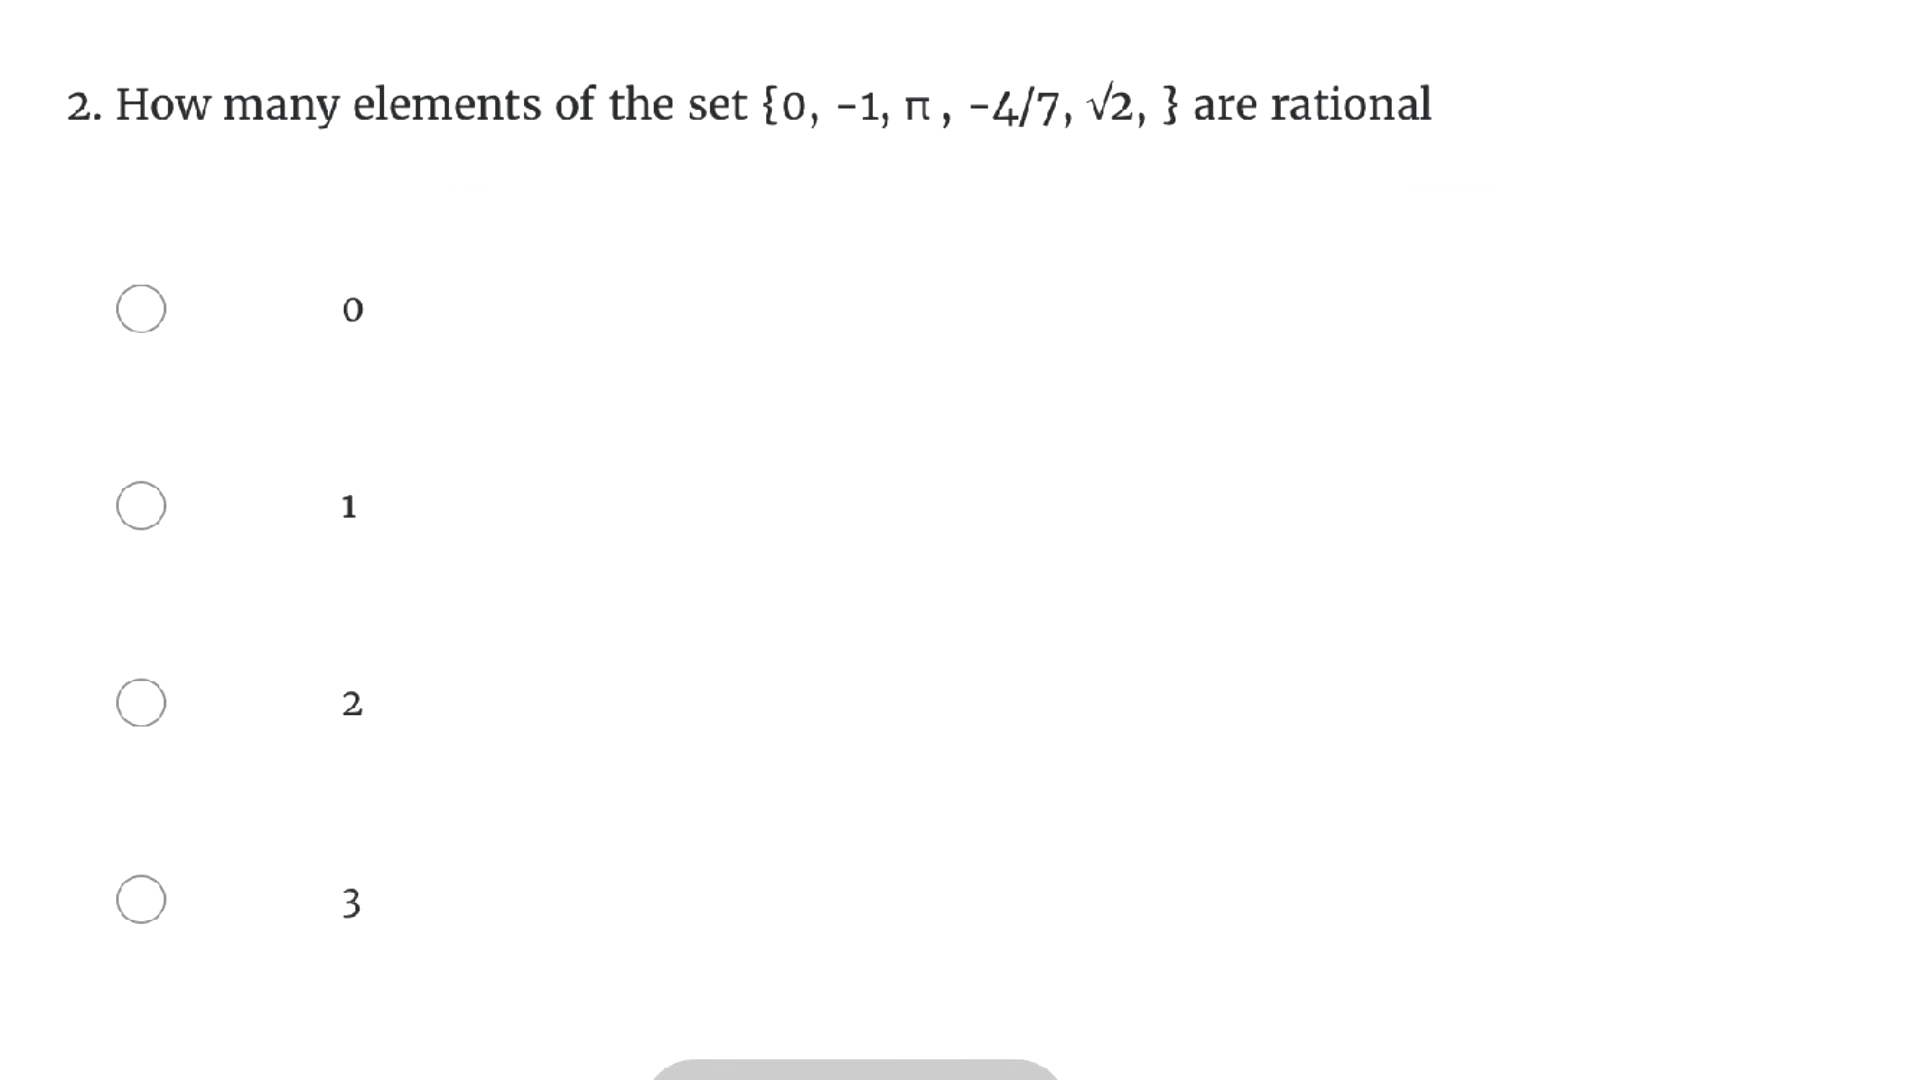 2. How many elements of the set {0, -1, π , -4/7, √2, } are rational
0
1
2
3